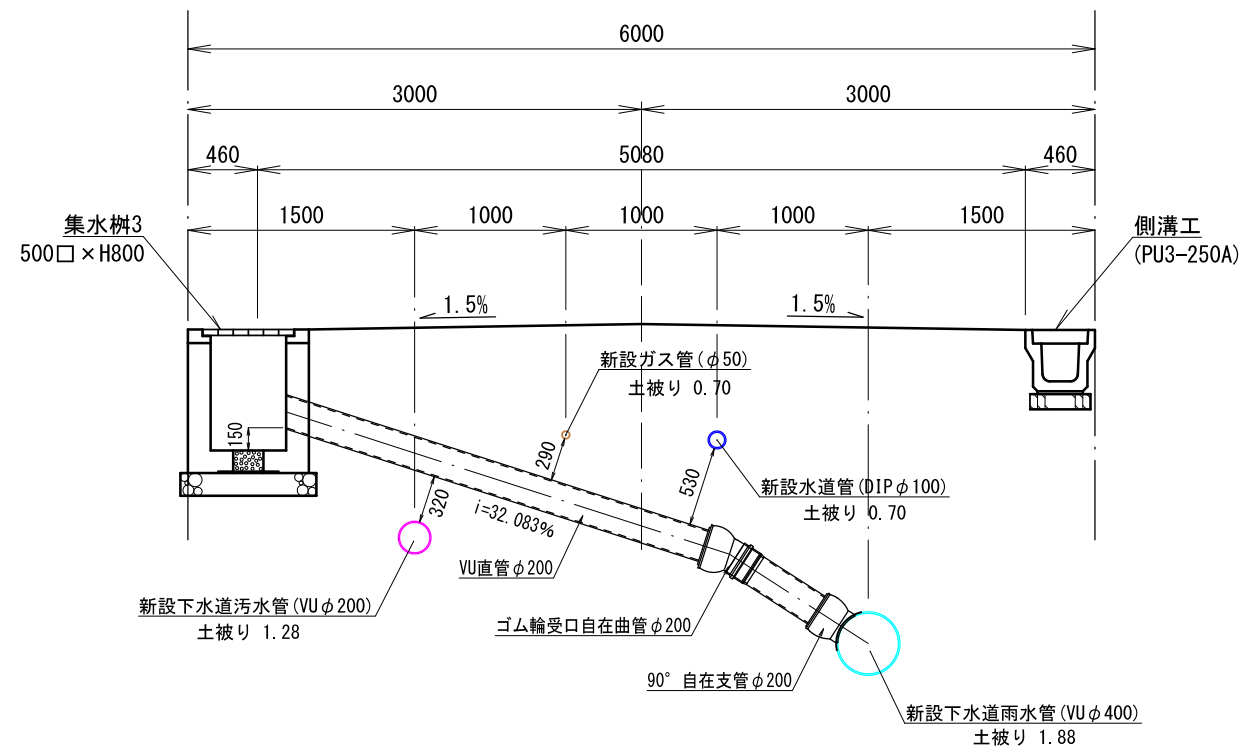 6000
3000
3000
460
5080
460
1500
1000
1000
1000
1500
集水桝3
500□×H800
側溝工
(PU3-250A)
1.5%
1.5%
新設ガス管(φ50)
土被り 0.70
150
290
530
320
i=32.083%
新設水道管(DIPφ100)
土被り 0.70
VU直管φ200
新設下水道汚水管(VUφ200)
土被り 1.28
ゴム輪受口自在曲管φ200
90°自在支管φ200
新設下水道雨水管(VUφ400)
土被り 1.88